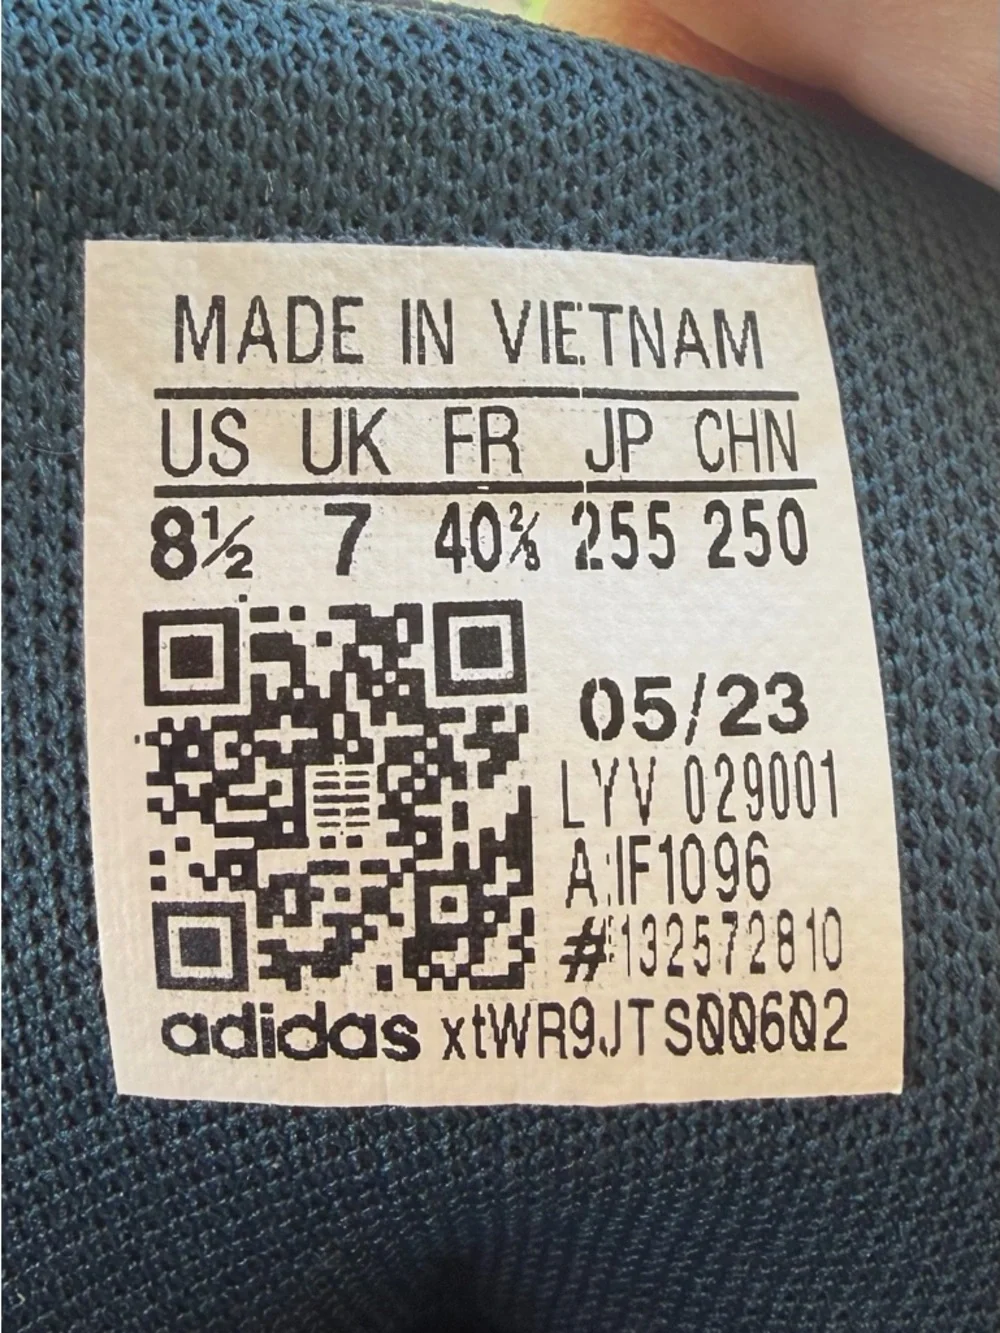 MADE IN VIETNAM
US UK FR JP CHN
8½ 7 40⅔ 255 250
05/23
LYV 029001
A:IF1096
#132572810
adidas xtWR9JTS00602